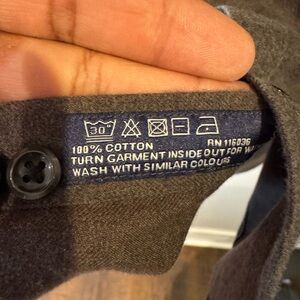 30°
100% COTTON RN 116036
TURN GARMENT INSIDE OUT FOR
WASH WITH SIMILAR COLOURS